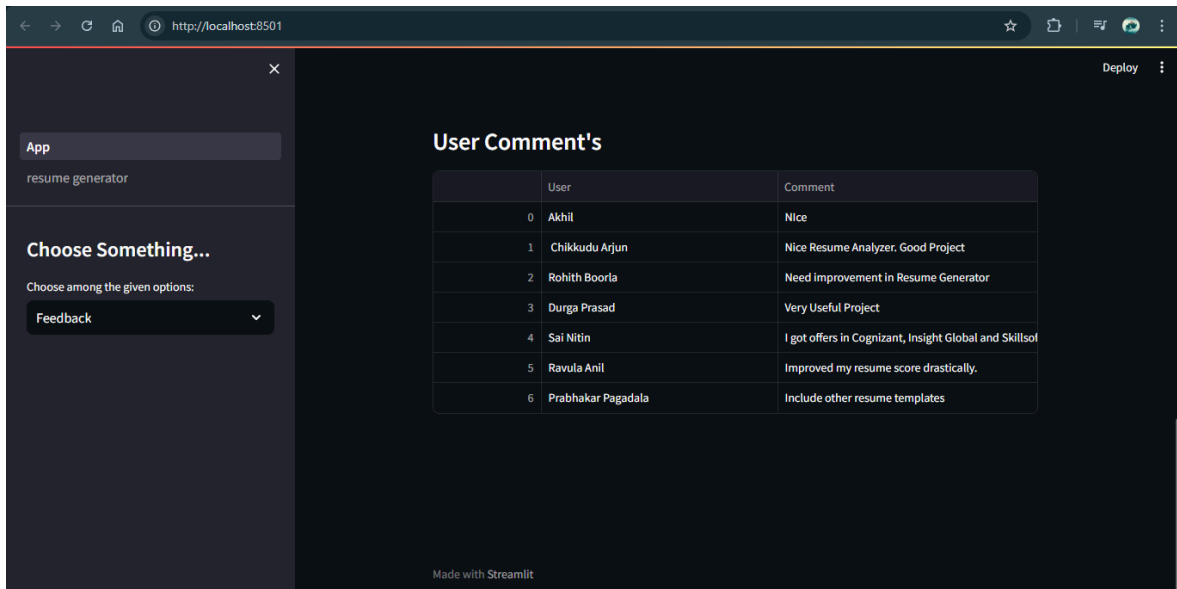 http://localhost:8501
Deploy
App
resume generator
Choose Something...
Choose among the given options:
Feedback
User Comment's
User Comment
0 Akhil NIce
1 Chikkudu Arjun Nice Resume Analyzer. Good Project
2 Rohith Boorla Need improvement in Resume Generator
3 Durga Prasad Very Useful Project
4 Sai Nitin I got offers in Cognizant, Insight Global and Skillsof
5 Ravula Anil Improved my resume score drastically.
6 Prabhakar Pagadala Include other resume templates
Made with Streamlit